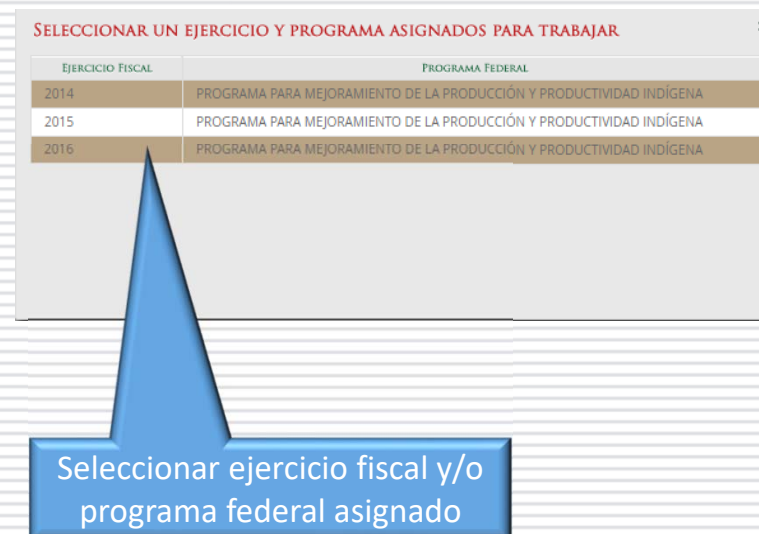 Seleccionar un ejercicio y programa asignados para trabajar
Ejercicio Fiscal Programa Federal
2014 PROGRAMA PARA MEJORAMIENTO DE LA PRODUCCIÓN Y PRODUCTIVIDAD INDÍGENA
2015 PROGRAMA PARA MEJORAMIENTO DE LA PRODUCCIÓN Y PRODUCTIVIDAD INDÍGENA
2016 PROGRAMA PARA MEJORAMIENTO DE LA PRODUCCIÓN Y PRODUCTIVIDAD INDÍGENA
Seleccionar ejercicio fiscal y/o
programa federal asignado